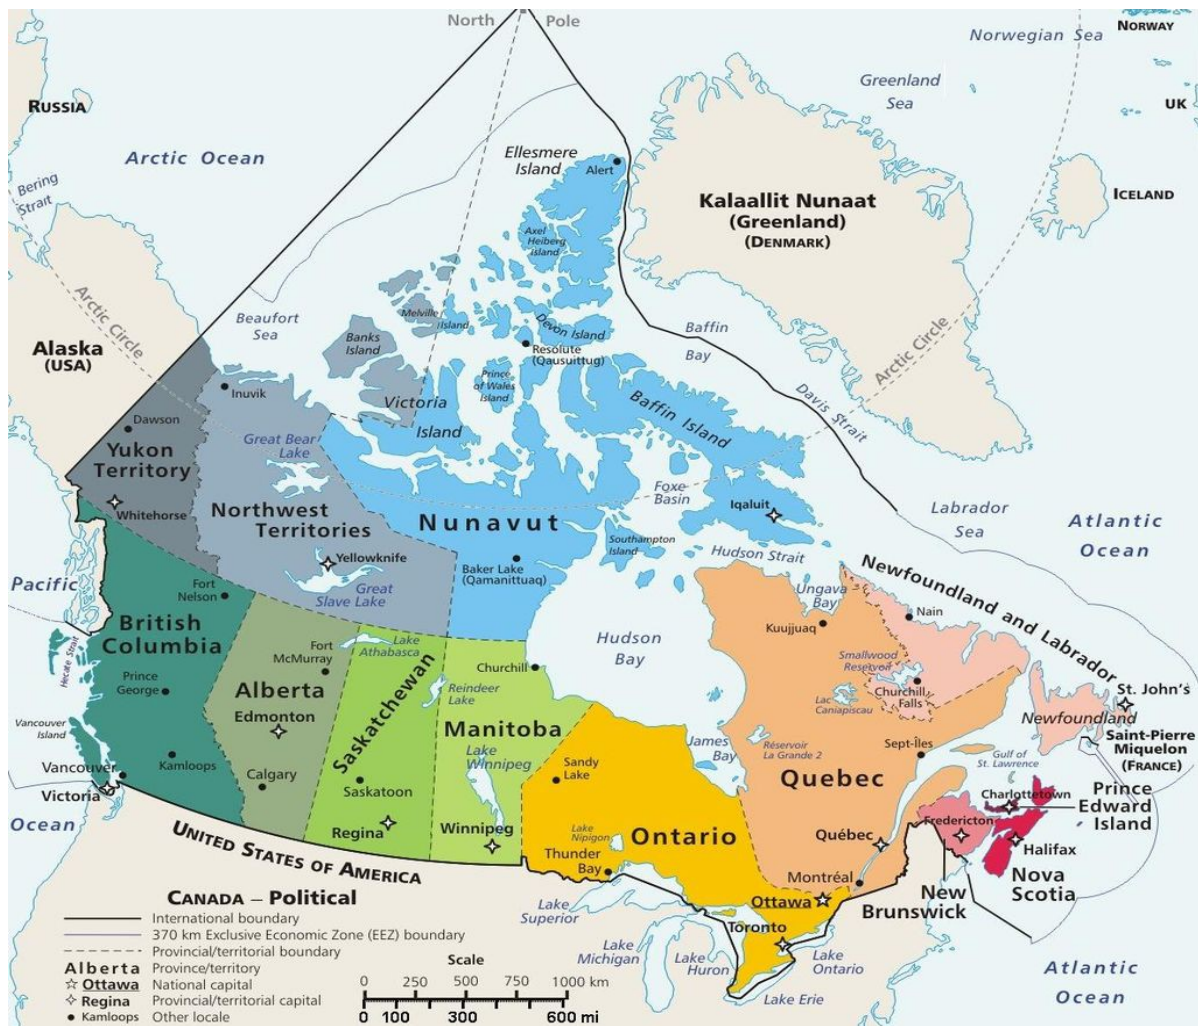 North Pole
Norwegian Sea
NORWAY
Greenland
Sea
RUSSIA
UK
Arctic Ocean
Ellesmere
Island
Alert
Bering
Strait
Kalaallit Nunaat
(Greenland)
(DENMARK)
ICELAND
Axel
Heiberg
island
Arctic Circle
Beaufort
Sea
Melville
Island
Devon Island
Baffin
Bay
Arctic Circle
Alaska
(USA)
Banks
Island
Resolute
(Qausuittug)
Prince
of Wales
Island
Inuvik
Victoria
Island
Baffin Island
Davis Strait
Dawson
Great Bear
Lake
Yukon
Territory
Foxe
Basin
Iqaluit
Whitehorse
Northwest
Territories
Nunavut
Labrador
Sea
Atlantic
Ocean
Southampton
Island
Hudson Strait
Yellowknife
Baker Lake
(Qamanittuaq)
Great
Slave Lake
Pacific
Fort
Nelson
Ungava
Bay
Newfoundland and Labrador
Nain
British
Columbia
Hecate Strait
Fort
McMurray
Lake
Athabasca
Hudson
Bay
Kuujjuaq
Smallwood
Reservoir
Churchill
Prince
George
Alberta
Edmonton
Saskatchewan
Reindeer
Lake
Lac
Caniapiscau
Churchill
Falls
St. John's
Vancouver
Island
Manitoba
Newfoundland
Saint-Pierre
Miquelon
(FRANCE)
James
Bay
Réservoir
La Grande 2
Sept-Îles
Gulf of
St. Lawrence
Kamloops
Lake
Winnipeg
Vancouver
Calgary
Sandy
Lake
Quebec
Saskatoon
Victoria
Charlottetown
Prince
Edward
Island
Ocean
Regina
Winnipeg
Lake
Nipigon
Ontario
Québec
Fredericton
Halifax
UNITED STATES OF AMERICA
Thunder
Bay
Montréal
Nova
Scotia
New
Brunswick
Ottawa
Lake
Superior
Toronto
Lake
Michigan
Lake
Huron
Lake
Ontario
Lake Erie
Atlantic
Ocean
CANADA – Political
International boundary
370 km Exclusive Economic Zone (EEZ) boundary
Provincial/territorial boundary
Alberta Province/territory
Ottawa National capital
Regina Provincial/territorial capital
Kamloops Other locale
Scale
0 250 500 750 1000 km
0 100 300 600 mi